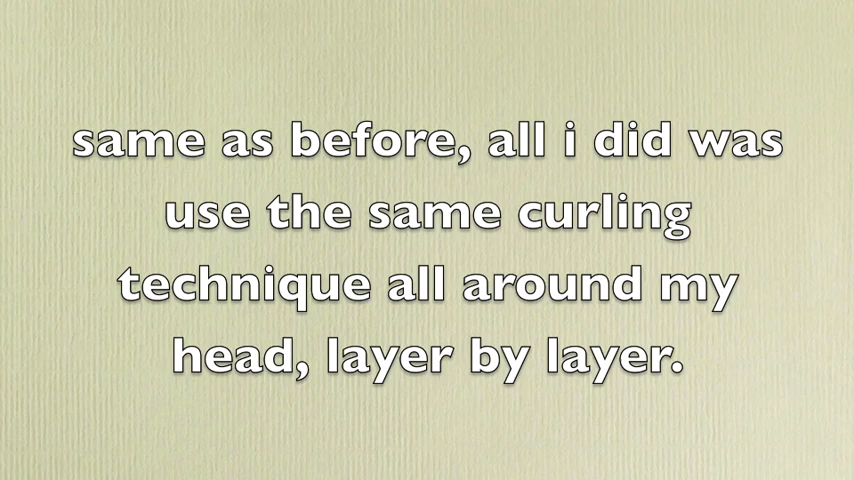 same as before, all i did was
use the same curling
technique all around my
head, layer by layer.